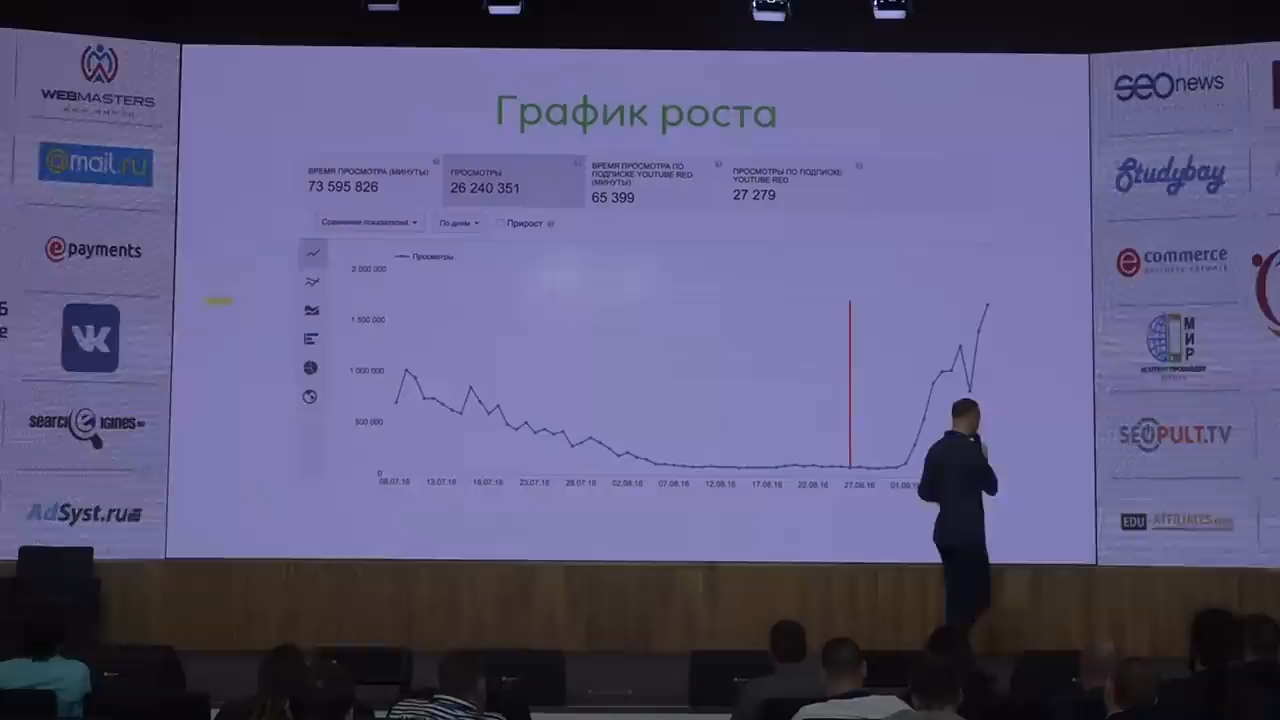 График роста
ВРЕМЯ ПРОСМОТРА (МИНУТЫ)
73 595 826
ПРОСМОТРЫ
26 240 351
ВРЕМЯ ПРОСМОТРА ПО
ПОДПИСКЕ YOUTUBE RED
(МИНУТЫ)
65 399
ПРОСМОТРЫ ПО ПОДПИСКЕ
YOUTUBE RED
27 279
Сравнение показателей
По дням
Прирост
Просмотры
2 000 000
1 500 000
1 000 000
500 000
0
08.07.16 13.07.16 18.07.16 23.07.16 28.07.16 02.08.16 07.08.16 12.08.16 17.08.16 22.08.16 27.08.16 01.09
WEBMASTERS
@mail.ru
epayments
VK
AdSyst.ru
SEOnews
Studybay
ecommerce
МИР
SEOPULT.TV
EDU AFFILIATES